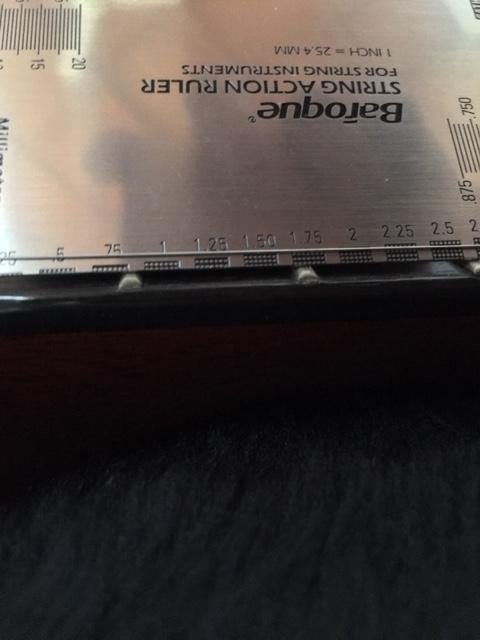 Baroque®
STRING ACTION RULER
FOR STRING INSTRUMENTS
1 INCH = 25.4 MM
15 20
.750
.875
.5 .75 1 1.25 1.50 1.75 2 2.25 2.5